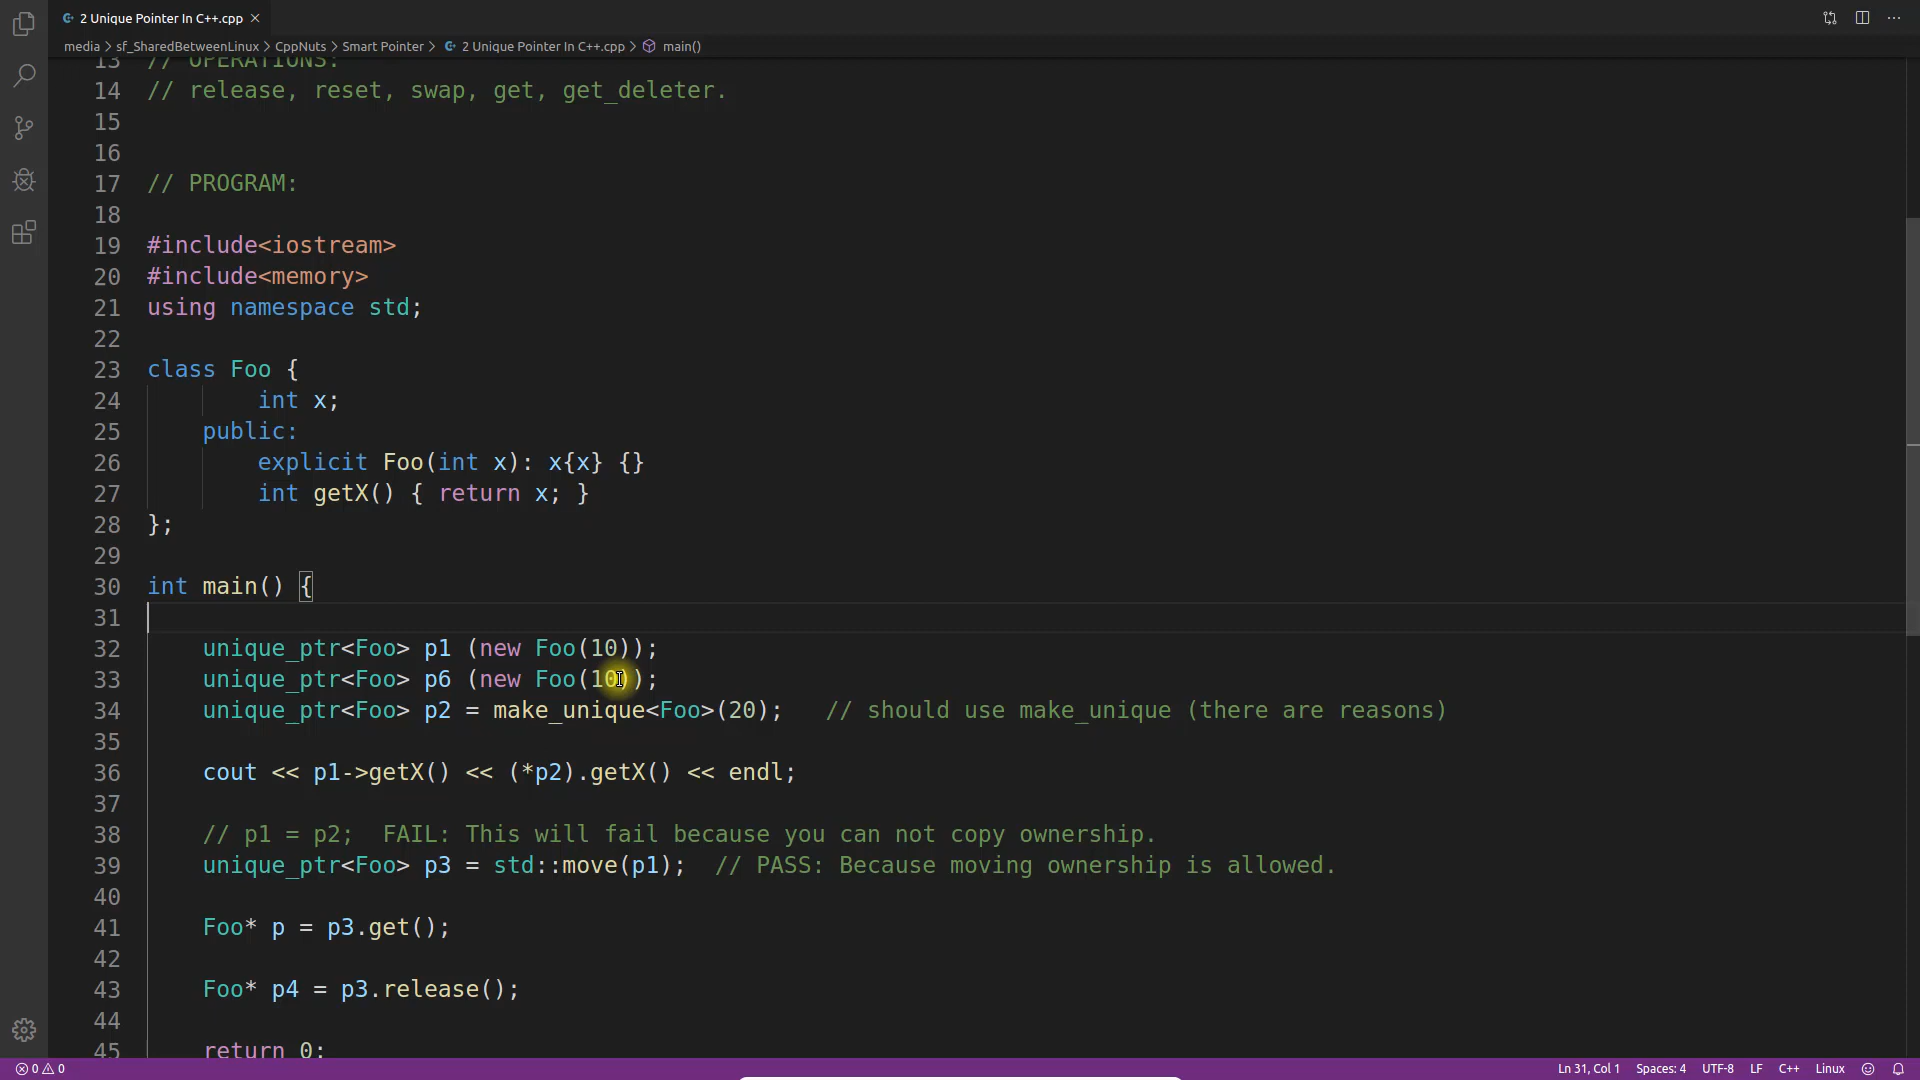 2 Unique Pointer In C++.cpp
media > sf_SharedBetweenLinux > CppNuts > Smart Pointer > 2 Unique Pointer In C++.cpp > main()
13 // OPERATIONS:
14 // release, reset, swap, get, get_deleter.
15
16
17 // PROGRAM:
18
19 #include<iostream>
20 #include<memory>
21 using namespace std;
22
23 class Foo {
24         int x;
25     public:
26         explicit Foo(int x): x{x} {}
27         int getX() { return x; }
28 };
29
30 int main() {
31
32     unique_ptr<Foo> p1 (new Foo(10));
33     unique_ptr<Foo> p6 (new Foo(10));
34     unique_ptr<Foo> p2 = make_unique<Foo>(20);   // should use make_unique (there are reasons)
35
36     cout << p1->getX() << (*p2).getX() << endl;
37
38     // p1 = p2;  FAIL: This will fail because you can not copy ownership.
39     unique_ptr<Foo> p3 = std::move(p1);  // PASS: Because moving ownership is allowed.
40
41     Foo* p = p3.get();
42
43     Foo* p4 = p3.release();
44
45     return 0;
0 0 Ln 31, Col 1 Spaces: 4 UTF-8 LF C++ Linux